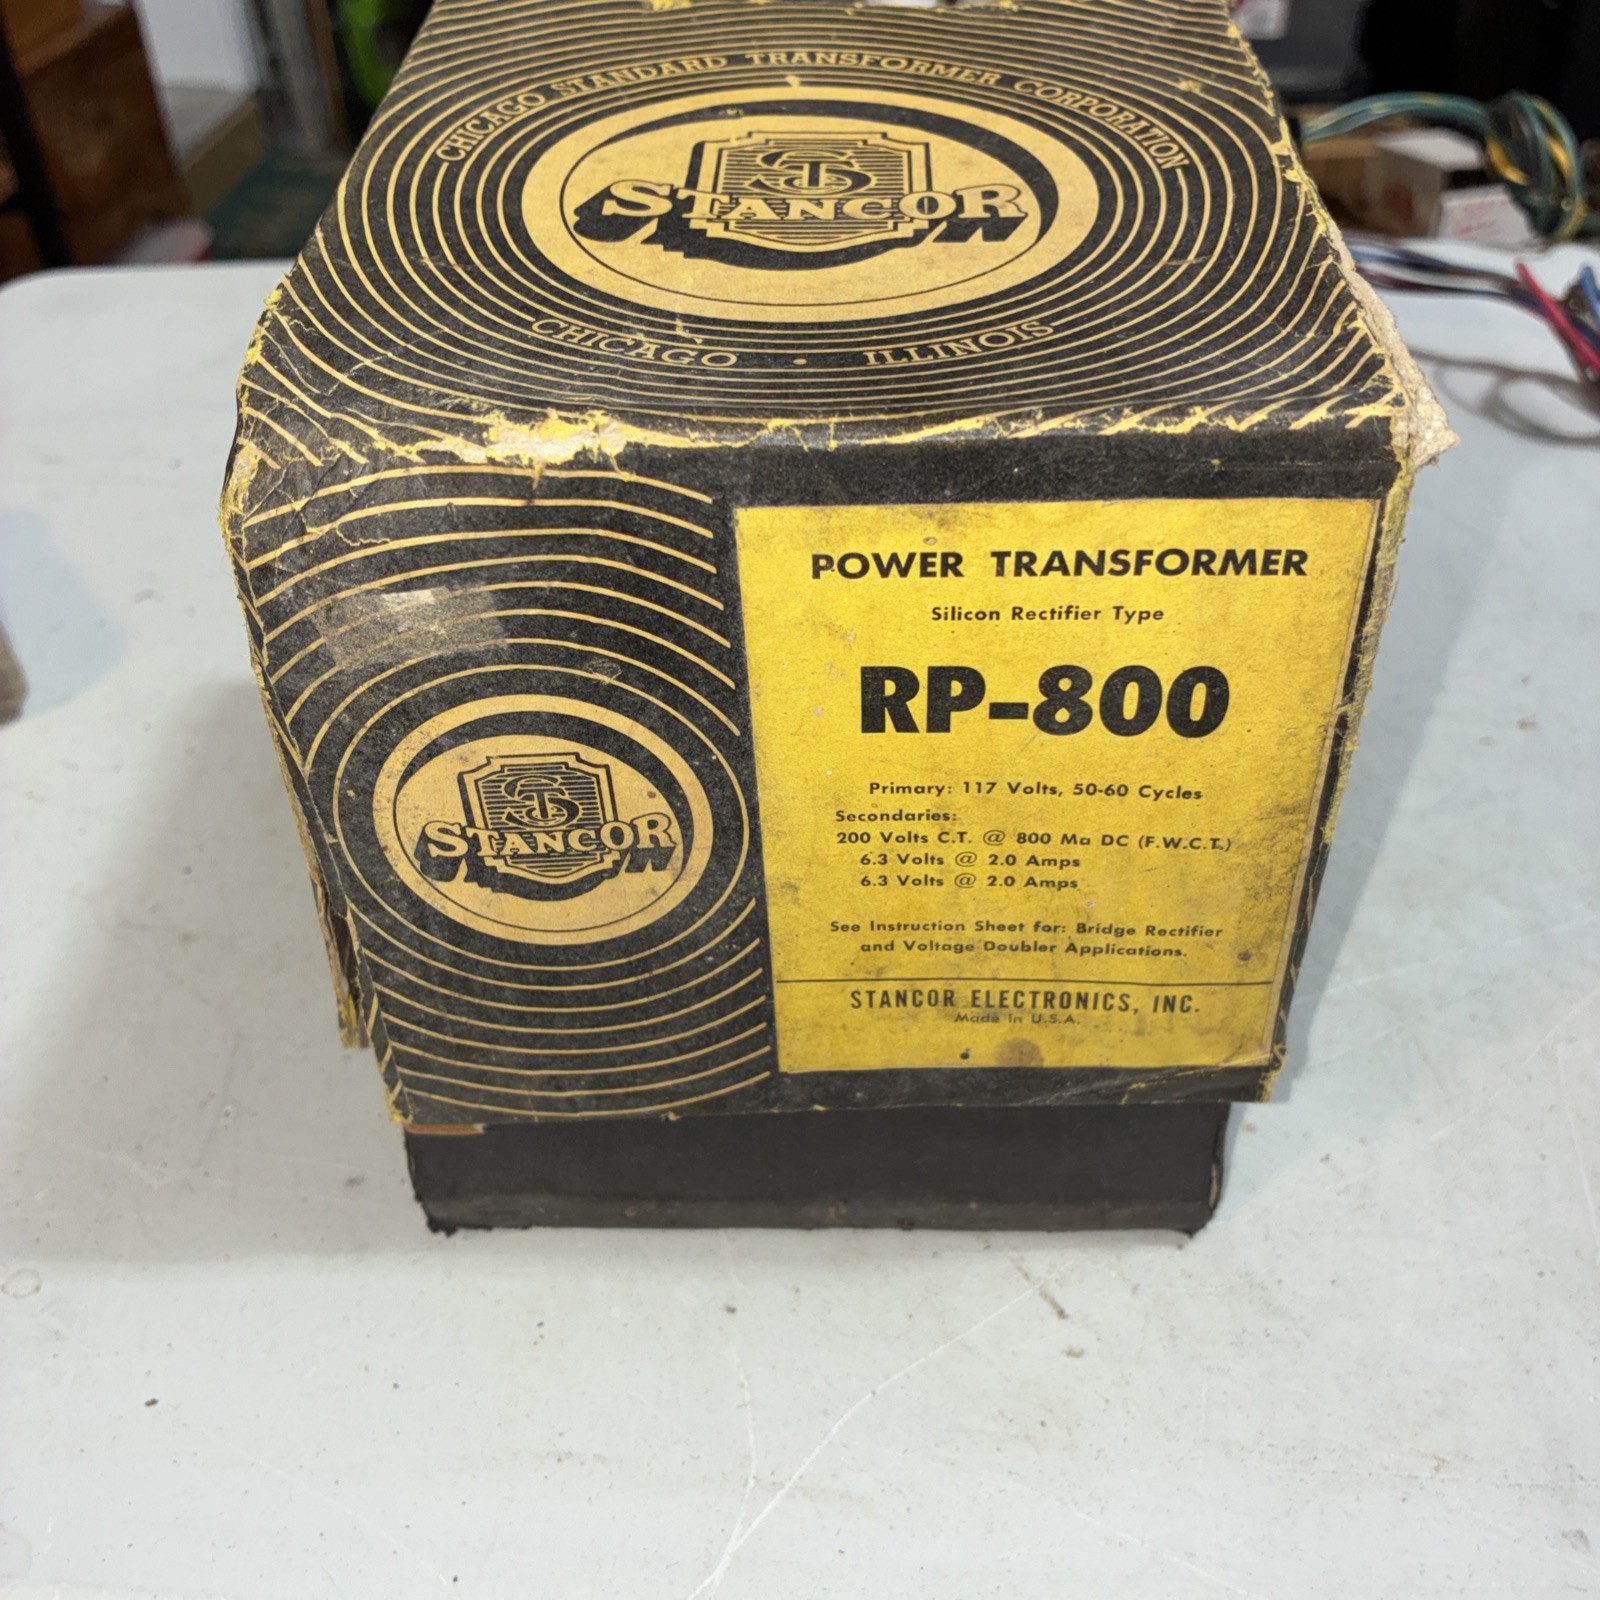 CHICAGO STANDARD TRANSFORMER CORPORATION
STS
STANCOR
CHICAGO • ILLINOIS
POWER TRANSFORMER
Silicon Rectifier Type
RP-800
Primary: 117 Volts, 50-60 Cycles
Secondaries:
200 Volts C.T. @ 800 Ma DC (F.W.C.T.)
6.3 Volts @ 2.0 Amps
6.3 Volts @ 2.0 Amps
See Instruction Sheet for: Bridge Rectifier
and Voltage Doubler Applications.
STANCOR ELECTRONICS, INC.
Made in U.S.A.
STS
STANCOR